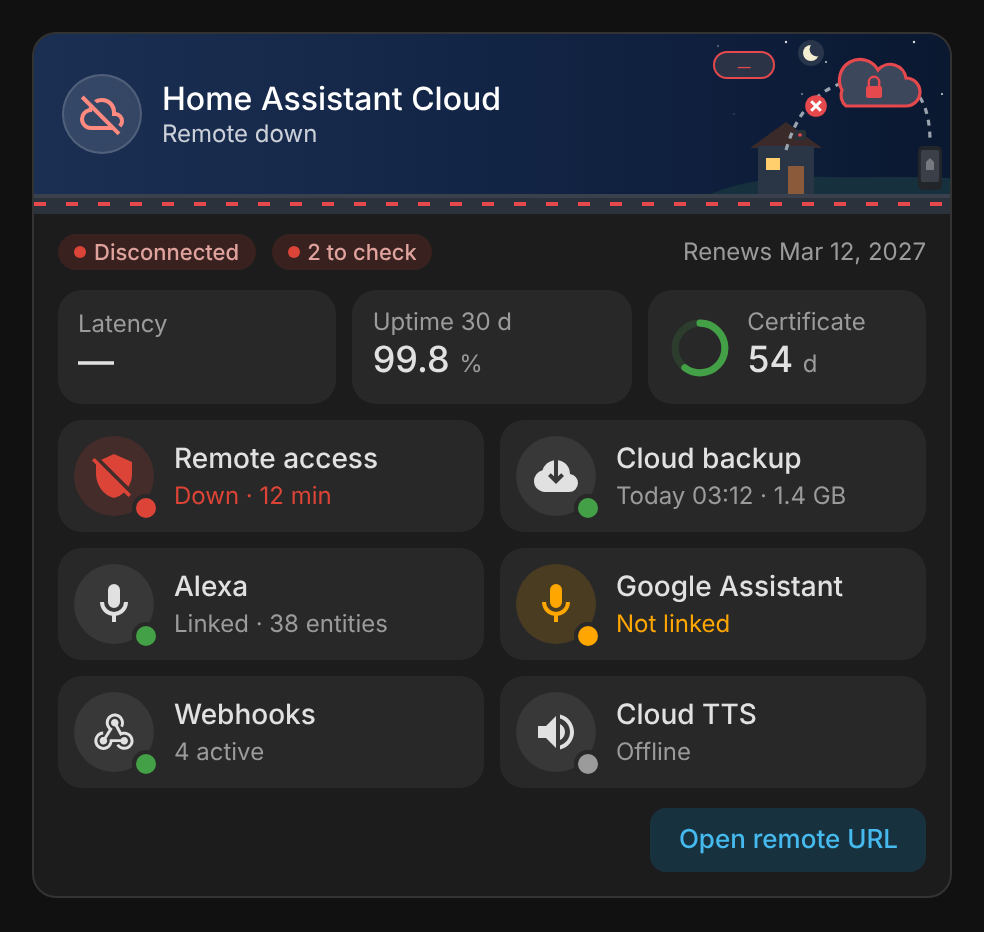 Home Assistant Cloud
Remote down
—
Disconnected
2 to check
Renews Mar 12, 2027
Latency
—
Uptime 30 d
99.8 %
Certificate
54 d
Remote access
Down · 12 min
Cloud backup
Today 03:12 · 1.4 GB
Alexa
Linked · 38 entities
Google Assistant
Not linked
Webhooks
4 active
Cloud TTS
Offline
Open remote URL